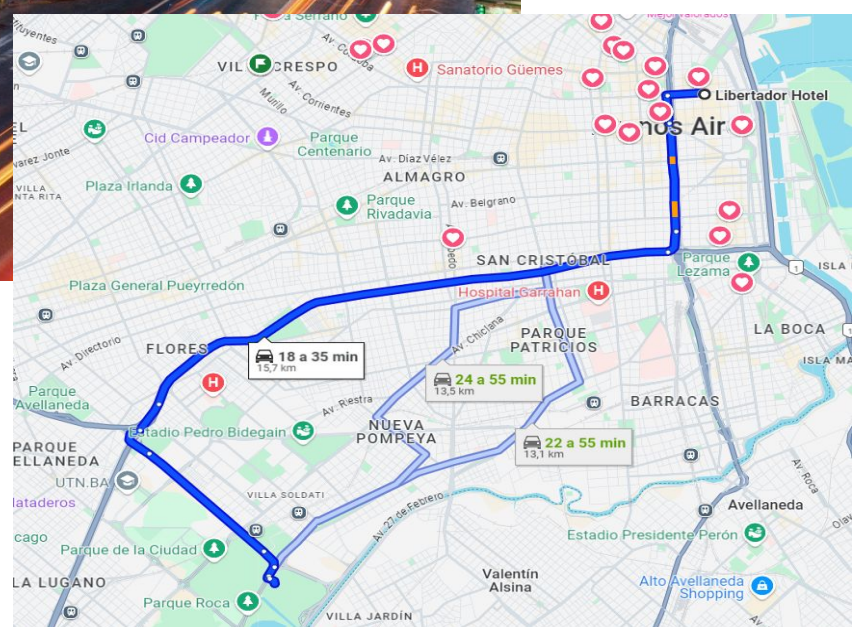 Mejor valorados
Av. Córdoba
VILLA CRESPO
Sanatorio Güemes
Libertador Hotel
Av. Corrientes
Murillo
Cid Campeador
Parque
Centenario
Av. Díaz Vélez
ALMAGRO
Plaza Irlanda
VILLA
Parque
Rivadavia
Av. Belgrano
SAN CRISTÓBAL
Parque
Lezama
1
Plaza General Pueyrredón
Hospital Garrahan
LA BOCA
Av. Directorio
FLORES
Av. Chiclana
PARQUE
PATRICIOS
18 a 35 min
15,7 km
24 a 55 min
13,5 km
Parque
Avellaneda
Av. Riestra
BARRACAS
Estadio Pedro Bidegain
NUEVA
POMPEYA
22 a 55 min
13,1 km
PARQUE
UTN.BA
VILLA SOLDATI
Av. 27 de Febrero
Av. Roca
Avellaneda
Estadio Presidente Perón
Parque de la Ciudad
Valentín
Alsina
Alto Avellaneda
Shopping
Parque Roca
VILLA JARDÍN